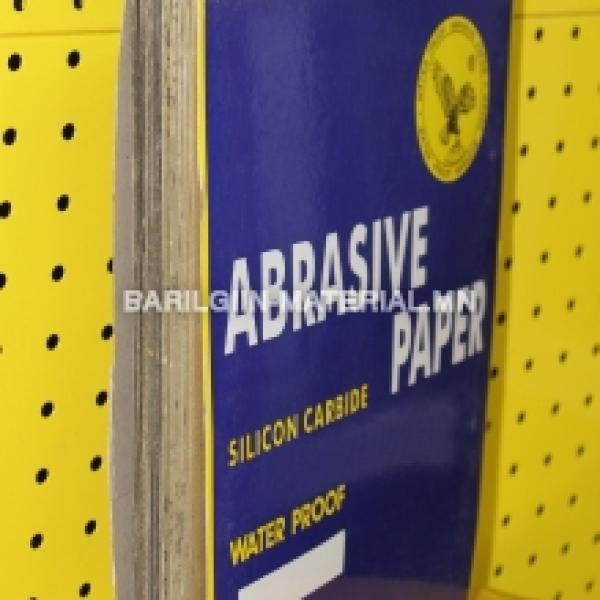 ABRASIVE
PAPER
BARILGIIN-MATERIAL.MN
SILICON CARBIDE
WATER PROOF